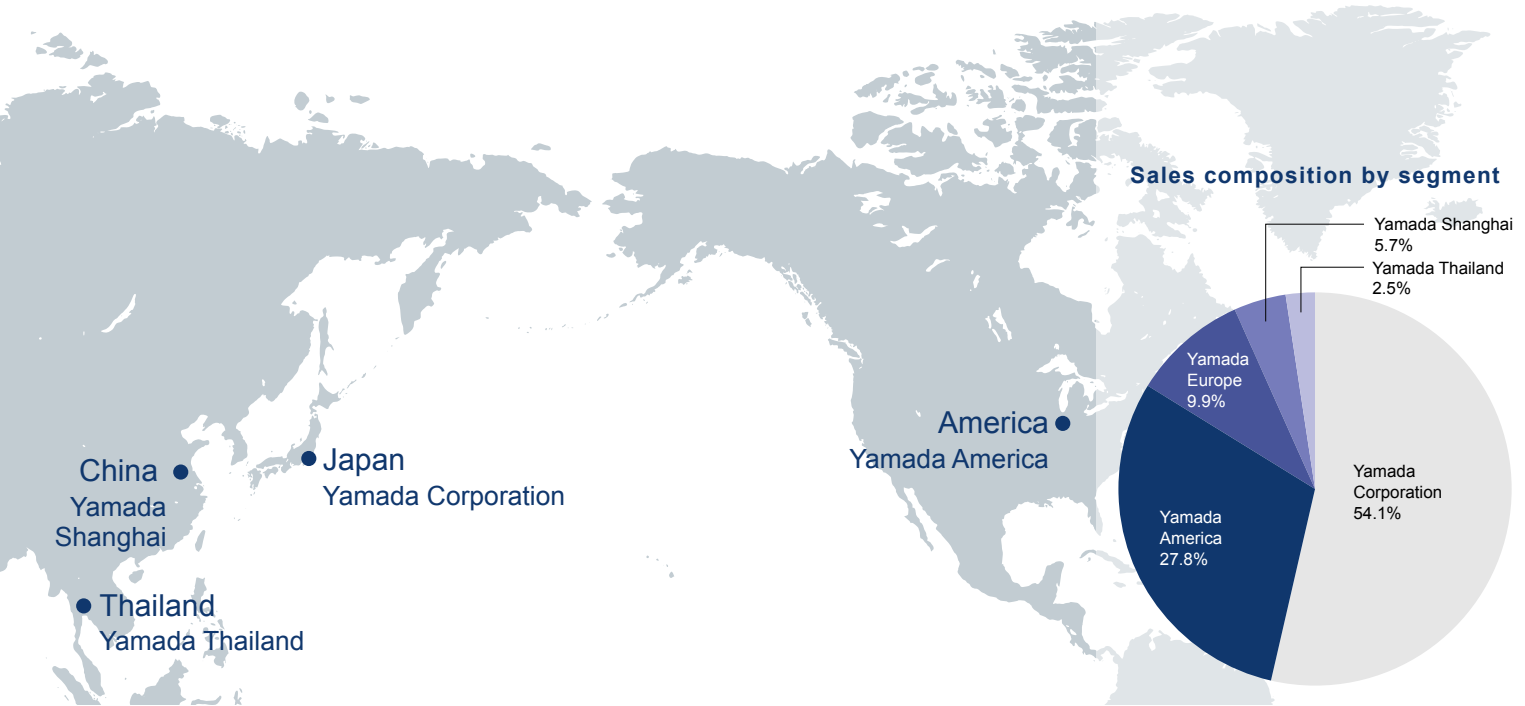 China
Yamada
Shanghai
Japan
Yamada Corporation
Thailand
Yamada Thailand
America
Yamada America
Sales composition by segment
Yamada Shanghai
5.7%
Yamada Thailand
2.5%
Yamada
Europe
9.9%
Yamada
America
27.8%
Yamada
Corporation
54.1%